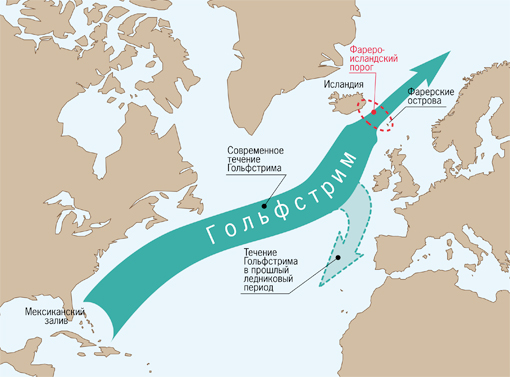 Фареро-
исландский
порог
Исландия
Фарерские
острова
Современное
течение
Гольфстрима
Гольфстрим
Течение
Гольфстрима
в прошлый
ледниковый
период
Мексиканский
залив